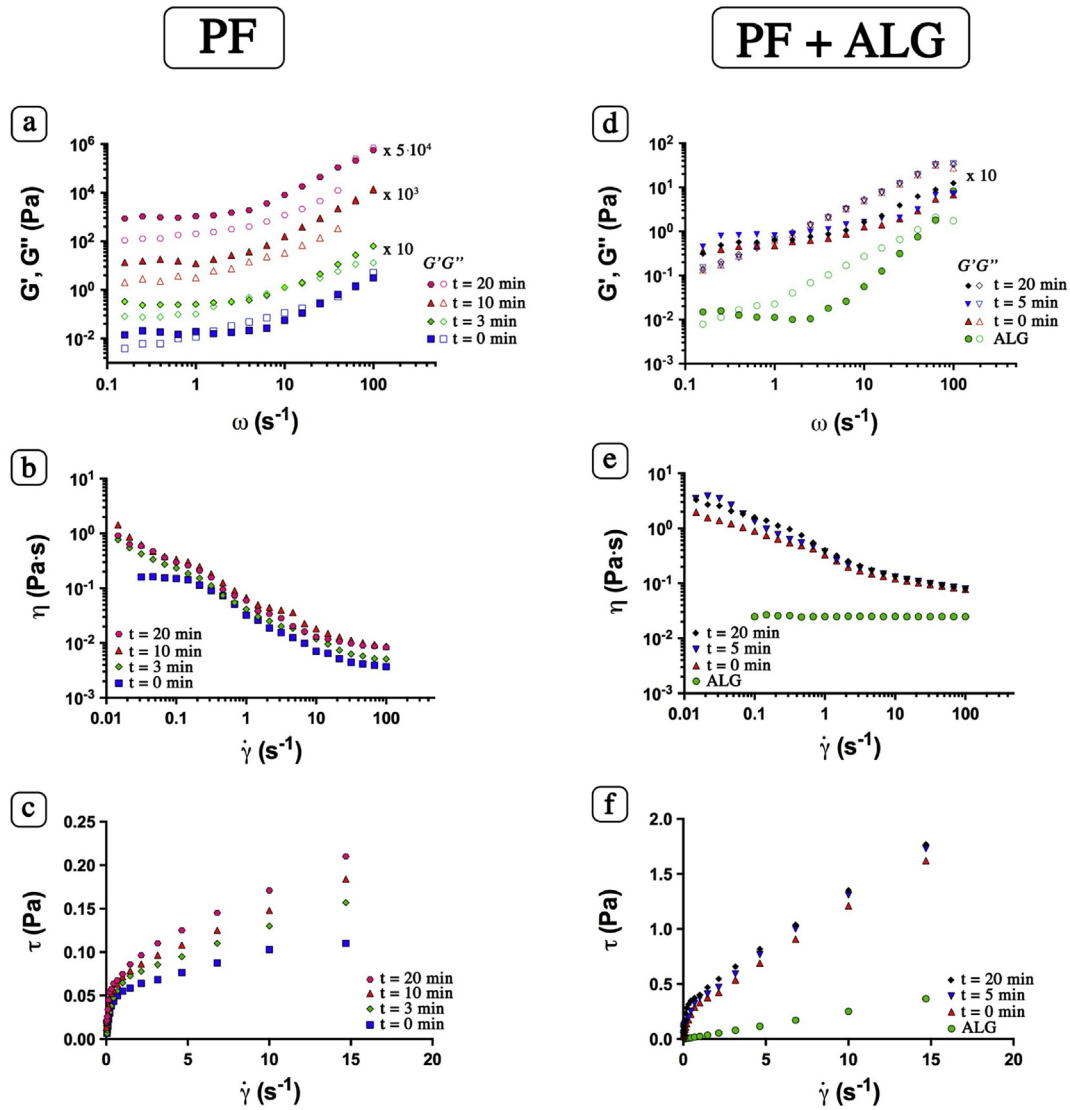 PF
PF + ALG
a
10^6
10^4
10^2
10^0
10^-2
G', G" (Pa)
x 5·10^4
x 10^3
x 10
G' G"
t = 20 min
t = 10 min
t = 3 min
t = 0 min
0.1 1 10 100
ω (s^-1)
d
10^2
10^1
10^0
10^-1
10^-2
10^-3
G', G" (Pa)
x 10
G' G"
t = 20 min
t = 5 min
t = 0 min
ALG
0.1 1 10 100
ω (s^-1)
b
10^1
10^0
10^-1
10^-2
10^-3
η (Pa·s)
t = 20 min
t = 10 min
t = 3 min
t = 0 min
0.01 0.1 1 10 100
γ̇ (s^-1)
e
10^1
10^0
10^-1
10^-2
10^-3
η (Pa·s)
t = 20 min
t = 5 min
t = 0 min
ALG
0.01 0.1 1 10 100
γ̇ (s^-1)
c
0.25
0.20
0.15
0.10
0.05
0.00
τ (Pa)
t = 20 min
t = 10 min
t = 3 min
t = 0 min
0 5 10 15 20
γ̇ (s^-1)
f
2.0
1.5
1.0
0.5
0.0
τ (Pa)
t = 20 min
t = 5 min
t = 0 min
ALG
0 5 10 15 20
γ̇ (s^-1)